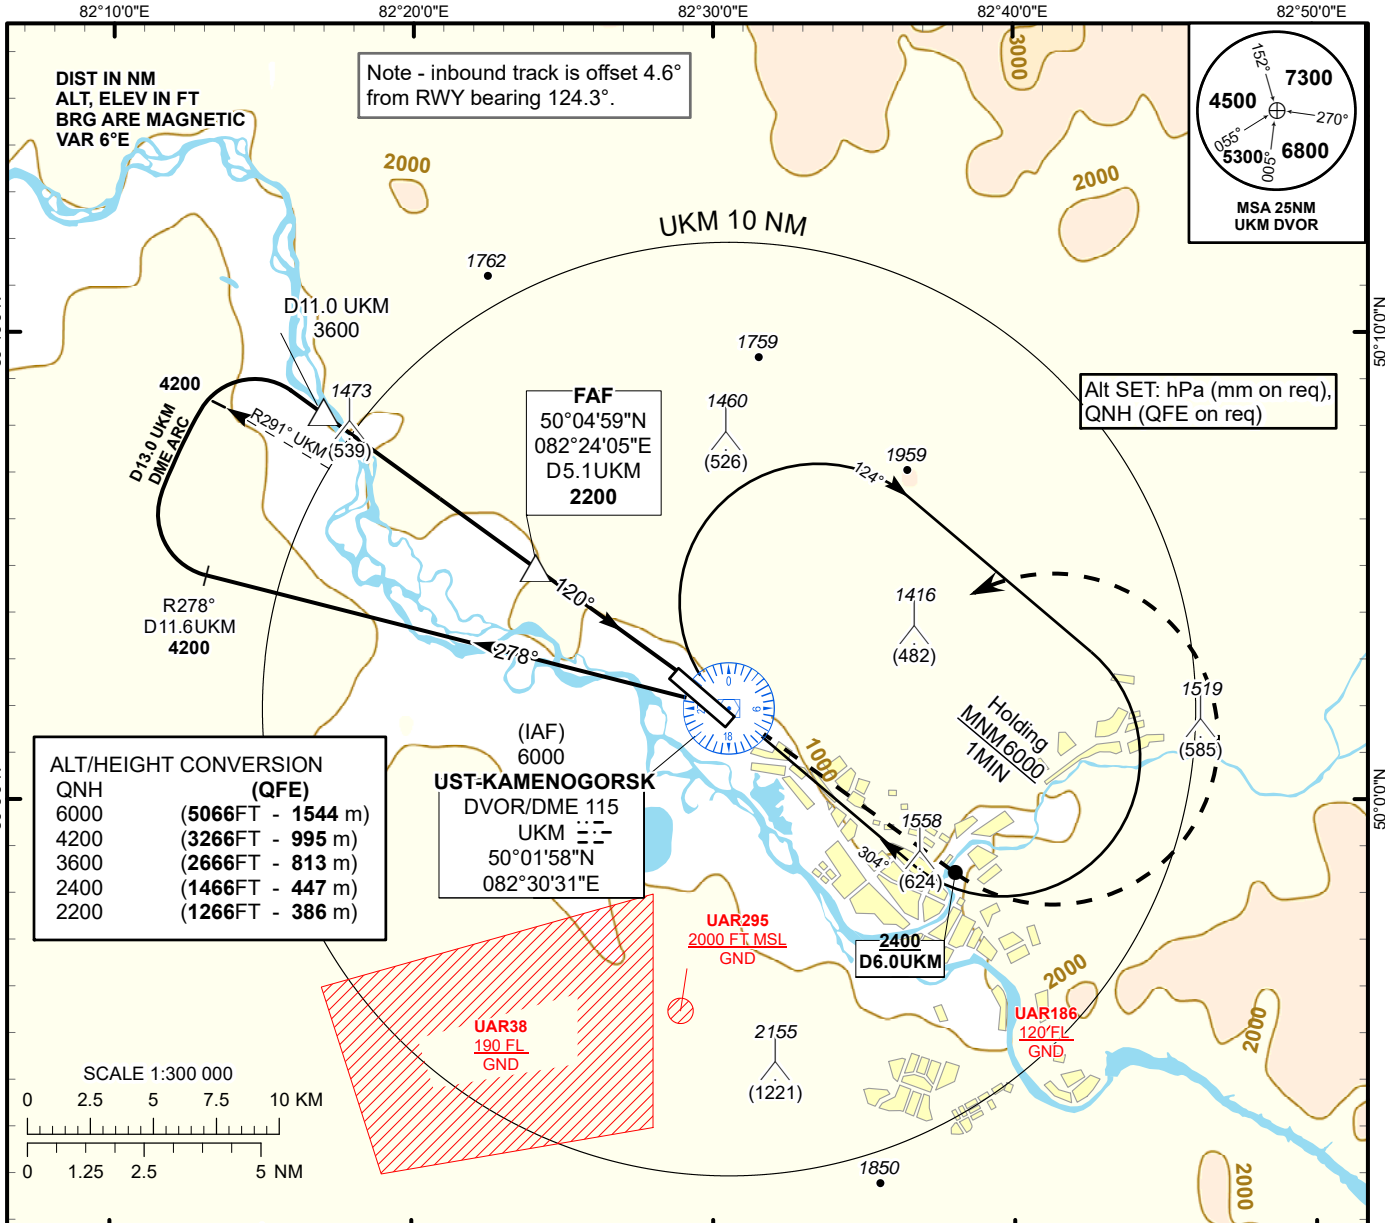 82°10'0"E
82°20'0"E
82°30'0"E
82°40'0"E
82°50'0"E
DIST IN NM
ALT, ELEV IN FT
BRG ARE MAGNETIC
VAR 6°E
Note - inbound track is offset 4.6°
from RWY bearing 124.3°.
3000
152°
7300
4500
270°
055°
5300
005°
6800
MSA 25NM
UKM DVOR
2000
2000
UKM 10 NM
1762
D11.0 UKM
3600
1759
50°10'0"N
4200
1473
R291° UKM
(539)
D13.0 UKM
DME ARC
FAF
50°04'59"N
082°24'05"E
D5.1UKM
2200
1460
(526)
Alt SET: hPa (mm on req),
QNH (QFE on req)
1959
124°
R278°
D11.6UKM
4200
120°
278°
1416
(482)
0
6
18
1519
(585)
Holding
MNM 6000
1MIN
1000
(IAF)
6000
UST-KAMENOGORSK
DVOR/DME 115
UKM
50°01'58"N
082°30'31"E
50°0'0"N
ALT/HEIGHT CONVERSION
QNH (QFE)
6000 (5066FT - 1544 m)
4200 (3266FT - 995 m)
3600 (2666FT - 813 m)
2400 (1466FT - 447 m)
2200 (1266FT - 386 m)
1558
304°
(624)
2400
D6.0UKM
UAR295
2000 FT MSL
GND
2000
UAR186
120 FL
GND
2000
UAR38
190 FL
GND
2155
(1221)
SCALE 1:300 000
0 2.5 5 7.5 10 KM
0 1.25 2.5 5 NM
1850
2000